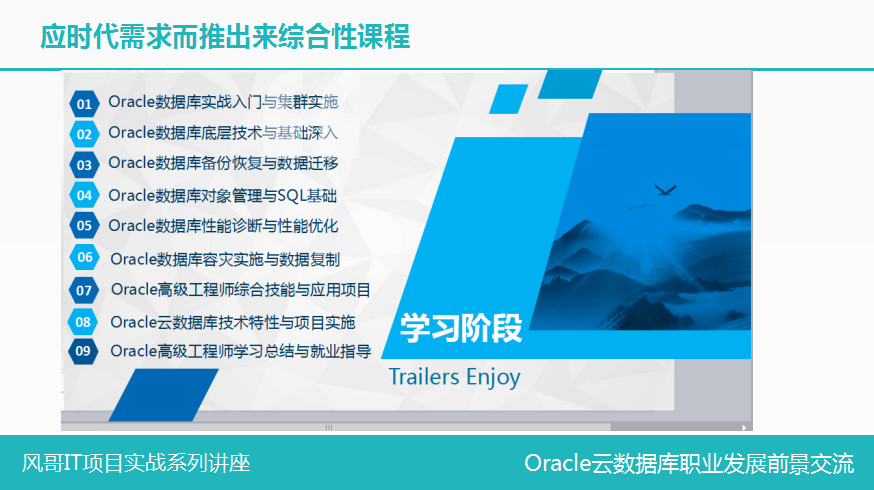 应时代需求而推出来综合性课程
01 Oracle数据库实战入门与集群实施
02 Oracle数据库底层技术与基础深入
03 Oracle数据库备份恢复与数据迁移
04 Oracle数据库对象管理与SQL基础
05 Oracle数据库性能诊断与性能优化
06 Oracle数据库容灾实施与数据复制
07 Oracle高级工程师综合技能与应用项目
08 Oracle云数据库技术特性与项目实施
09 Oracle高级工程师学习总结与就业指导
学习阶段
Trailers Enjoy
风哥IT项目实战系列讲座
Oracle云数据库职业发展前景交流